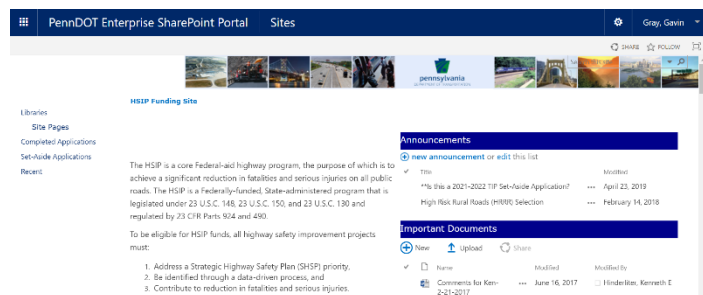 PennDOT Enterprise SharePoint Portal Sites Gray, Gavin
SHARE FOLLOW
pennsylvania
HSIP Funding Site
Libraries
Site Pages
Completed Applications
Set-Aside Applications
Recent
The HSIP is a core Federal-aid highway program, the purpose of which is to
achieve a significant reduction in fatalities and serious injuries on all public
roads. The HSIP is a Federally-funded, State-administered program that is
legislated under 23 U.S.C. 148, 23 U.S.C. 150, and 23 U.S.C. 130 and
regulated by 23 CFR Parts 924 and 490.
To be eligible for HSIP funds, all highway safety improvement projects
must:
1. Address a Strategic Highway Safety Plan (SHSP) priority,
2. Be identified through a data-driven process, and
3. Contribute to reduction in fatalities and serious injuries.
Announcements
new announcement or edit this list
Title Modified
**Is this a 2021-2022 TIP Set-Aside Application? ... April 23, 2019
High Risk Rural Roads (HRRR) Selection ... February 14, 2018
Important Documents
New Upload Share
Name Modified Modified By
Comments for Ken- ... June 16, 2017 Hinderliter, Kenneth E
2-21-2017